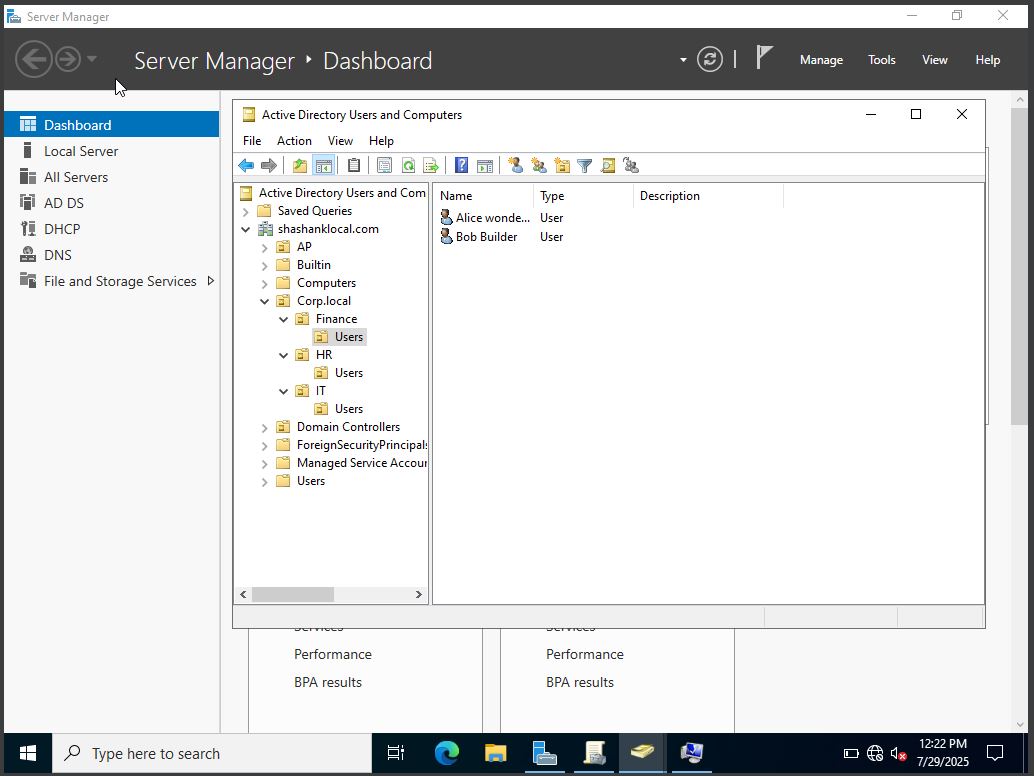 Server Manager
Server Manager ‣ Dashboard
Manage Tools View Help
Dashboard
Local Server
All Servers
AD DS
DHCP
DNS
File and Storage Services
Active Directory Users and Computers
File Action View Help
Active Directory Users and Com
Saved Queries
shashanklocal.com
AP
Builtin
Computers
Corp.local
Finance
Users
HR
Users
IT
Users
Domain Controllers
ForeignSecurityPrincipals
Managed Service Accour
Users
Name Type Description
Alice wonde... User
Bob Builder User
Services Services
Performance Performance
BPA results BPA results
Type here to search
12:22 PM
7/29/2025